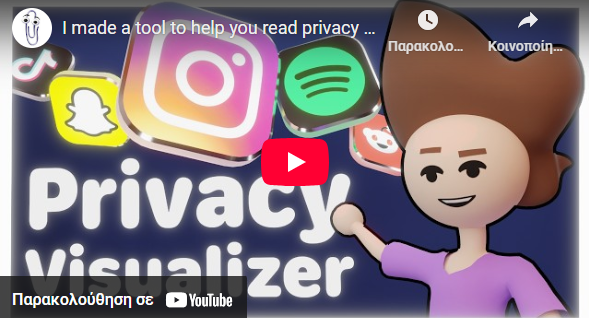 I made a tool to help you read privacy ...
Παρακολο...
Κοινοποίη...
Privacy
Visualizer
Παρακολούθηση σε YouTube